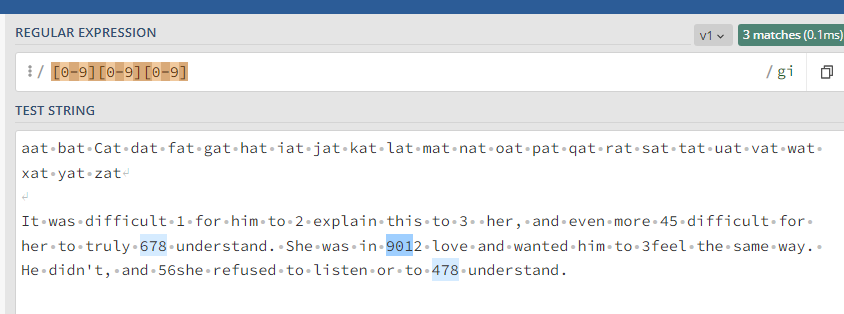 REGULAR EXPRESSION
v1
3 matches (0.1ms)
/ [0-9][0-9][0-9]
/ gi
TEST STRING
aat·bat·Cat·dat·fat·gat·hat·iat·jat·kat·lat·mat·nat·oat·pat·qat·rat·sat·tat·uat·vat·wat·
xat·yat·zat↵
↵
It·was·difficult·1·for·him·to·2·explain·this·to·3··her,·and·even·more·45·difficult·for·
her·to·truly·678·understand.·She·was·in·9012·love·and·wanted·him·to·3feel·the·same·way.·
He·didn't,·and·56she·refused·to·listen·or·to·478·understand.